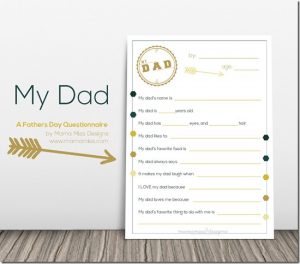 My Dad
A Fathers Day Questionnaire
by Mama Miss Designs
www.mamamiss.com
MY
DAD
by:
age:
My dad's name is
My dad is years old.
My dad has eyes, and hair.
My dad likes to
My dad's favorite food is
My dad always says
It makes my dad laugh when
I LOVE my dad because
My dad loves me because
My dad's favorite thing to do with me is